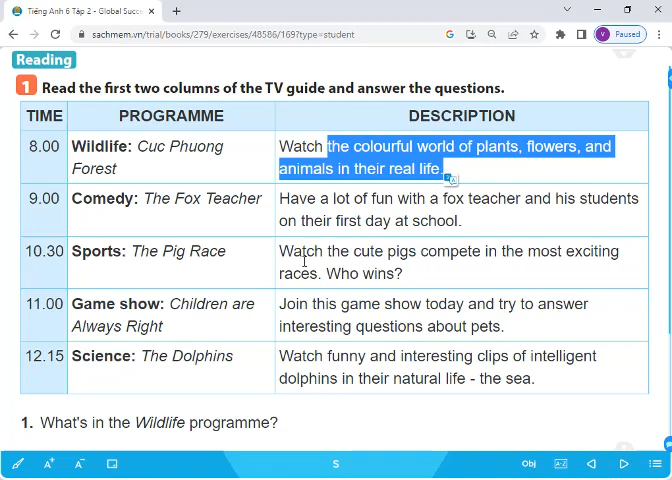 Tiếng Anh 6 Tập 2 - Global Succe
sachmem.vn/trial/books/279/exercises/48586/169?type=student
V
Paused
Reading
1 Read the first two columns of the TV guide and answer the questions.
TIME PROGRAMME DESCRIPTION
8.00 Wildlife: Cuc Phuong Watch the colourful world of plants, flowers, and
Forest animals in their real life.
9.00 Comedy: The Fox Teacher Have a lot of fun with a fox teacher and his students
on their first day at school.
10.30 Sports: The Pig Race Watch the cute pigs compete in the most exciting
races. Who wins?
11.00 Game show: Children are Join this game show today and try to answer
Always Right interesting questions about pets.
12.15 Science: The Dolphins Watch funny and interesting clips of intelligent
dolphins in their natural life - the sea.
1. What's in the Wildlife programme?
A+ A- S Obj A-Z